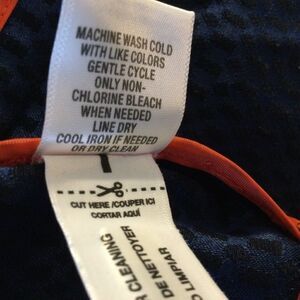 MACHINE WASH COLD
WITH LIKE COLORS
GENTLE CYCLE
ONLY NON-
CHLORINE BLEACH
WHEN NEEDED
LINE DRY
COOL IRON IF NEEDED
OR DRY CLEAN
CUT HERE /COUPER ICI
CORTAR AQUÍ
R CLEANING
DE NETTOYER
O LIMPIAR